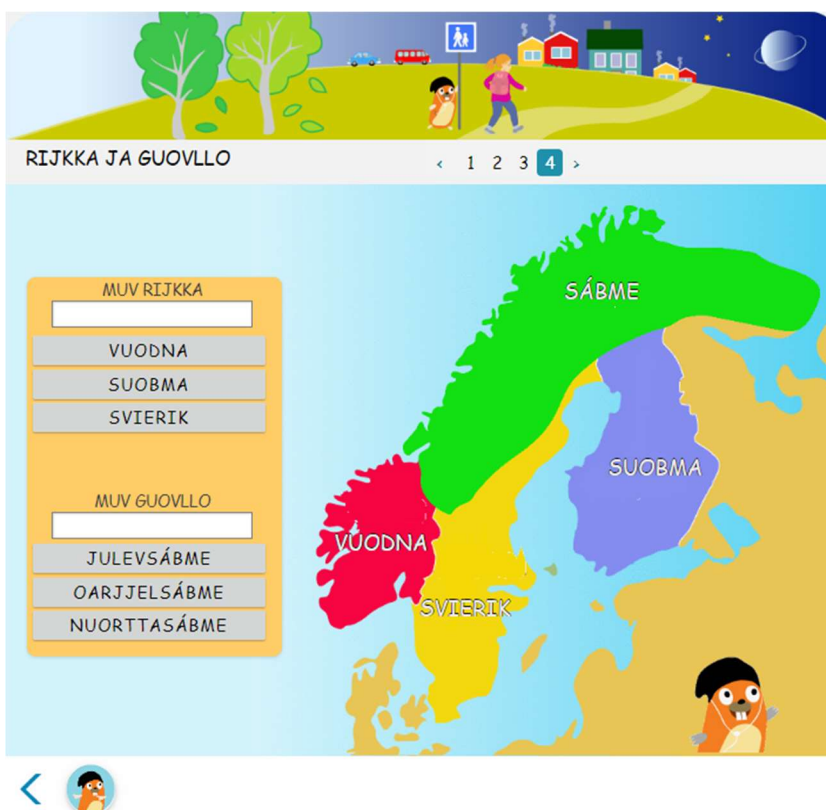 RIJKKA JA GUOVLLO
‹ 1 2 3 4 ›
MUV RIJKKA
VUODNA
SUOBMA
SVIERIK
MUV GUOVLLO
JULEVSÁBME
OARJJELSÁBME
NUORTTASÁBME
SÁBME
SUOBMA
VUODNA
SVIERIK